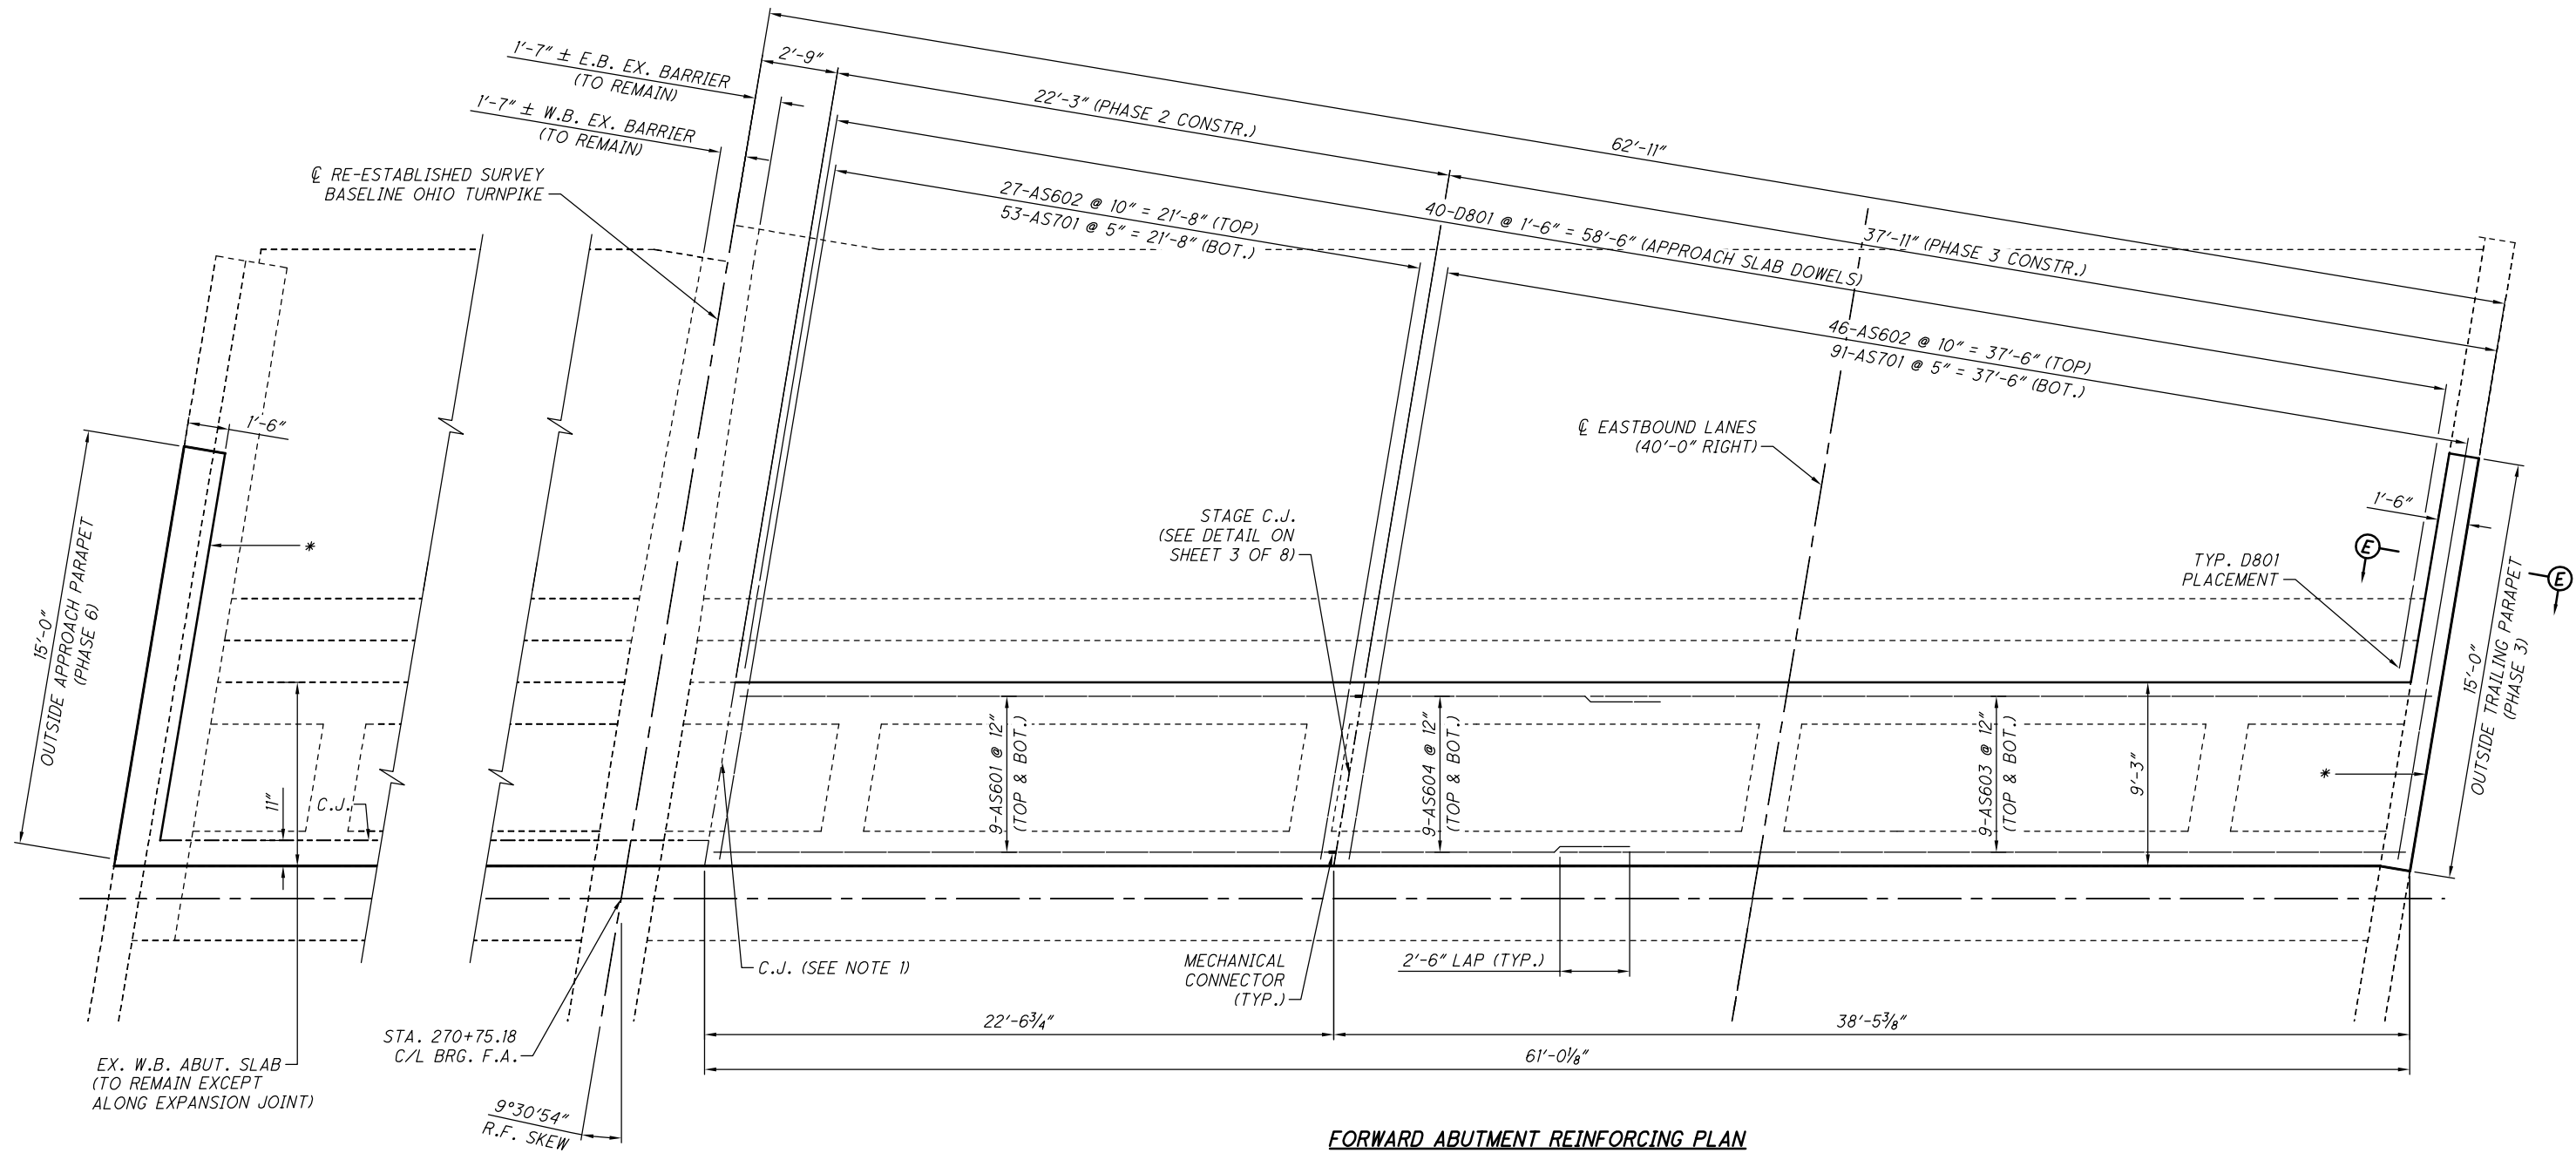 1'-7" ± E.B. EX. BARRIER
(TO REMAIN)
2'-9"
1'-7" ± W.B. EX. BARRIER
(TO REMAIN)
22'-3" (PHASE 2 CONSTR.)
62'-11"
℄ RE-ESTABLISHED SURVEY
BASELINE OHIO TURNPIKE
27-AS602 @ 10" = 21'-8" (TOP)
53-AS701 @ 5" = 21'-8" (BOT.)
40-D801 @ 1'-6" = 58'-6" (APPROACH SLAB DOWELS)
37'-11" (PHASE 3 CONSTR.)
46-AS602 @ 10" = 37'-6" (TOP)
91-AS701 @ 5" = 37'-6" (BOT.)
1'-6"
℄ EASTBOUND LANES
(40'-0" RIGHT)
15'-0"
OUTSIDE APPROACH PARAPET
(PHASE 6)
*
STAGE C.J.
(SEE DETAIL ON
SHEET 3 OF 8)
1'-6"
E
E
TYP. D801
PLACEMENT
15'-0"
OUTSIDE TRAILING PARAPET
(PHASE 3)
11"
C.J.
9-AS601 @ 12"
(TOP & BOT.)
9-AS604 @ 12"
(TOP & BOT.)
9-AS603 @ 12"
(TOP & BOT.)
9'-3"
*
C.J. (SEE NOTE 1)
MECHANICAL
CONNECTOR
(TYP.)
2'-6" LAP (TYP.)
STA. 270+75.18
C/L BRG. F.A.
22'-6¾"
38'-5⅜"
61'-0⅛"
EX. W.B. ABUT. SLAB
(TO REMAIN EXCEPT
ALONG EXPANSION JOINT)
9°30'54"
R.F. SKEW
FORWARD ABUTMENT REINFORCING PLAN